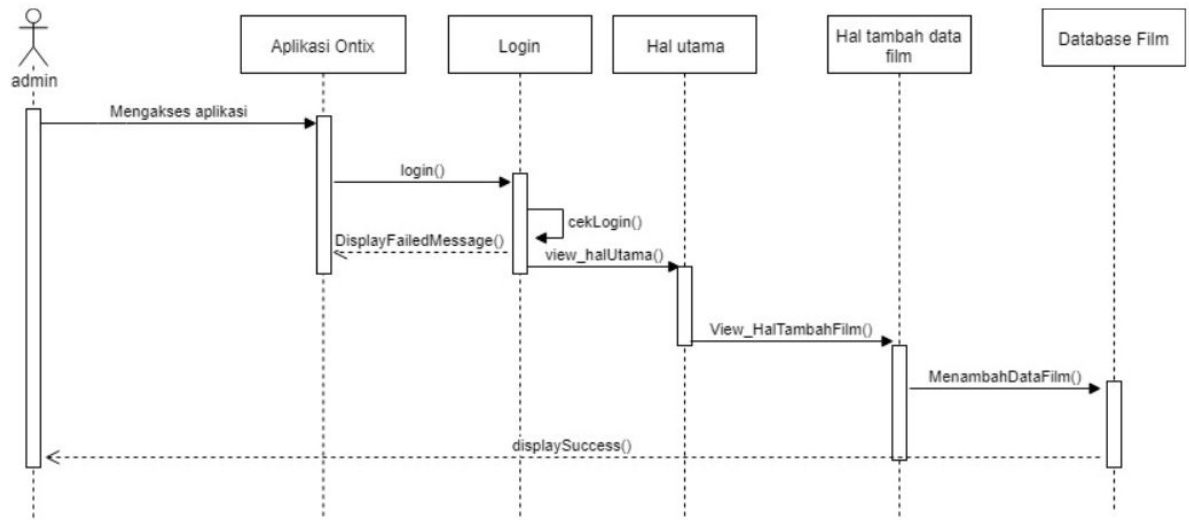 admin
Aplikasi Ontix
Login
Hal utama
Hal tambah data
film
Database Film
Mengakses aplikasi
login()
cekLogin()
DisplayFailedMessage()
view_halUtama()
View_HalTambahFilm()
MenambahDataFilm()
displaySuccess()